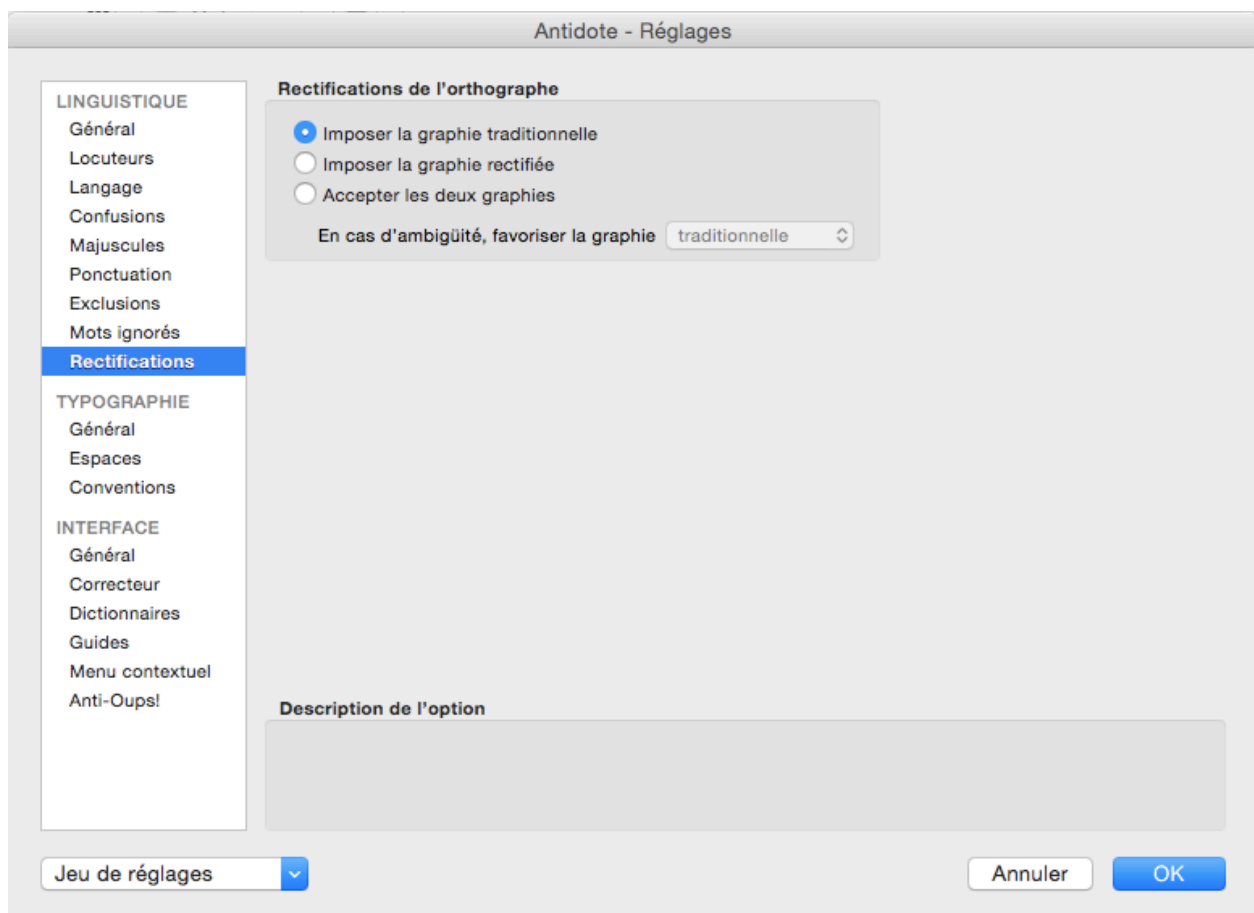 Antidote - Réglages
LINGUISTIQUE
Général
Locuteurs
Langage
Confusions
Majuscules
Ponctuation
Exclusions
Mots ignorés
Rectifications
TYPOGRAPHIE
Général
Espaces
Conventions
INTERFACE
Général
Correcteur
Dictionnaires
Guides
Menu contextuel
Anti-Oups!
Rectifications de l’orthographe
Imposer la graphie traditionnelle
Imposer la graphie rectifiée
Accepter les deux graphies
En cas d'ambigüité, favoriser la graphie traditionnelle
Description de l’option
Jeu de réglages
Annuler OK